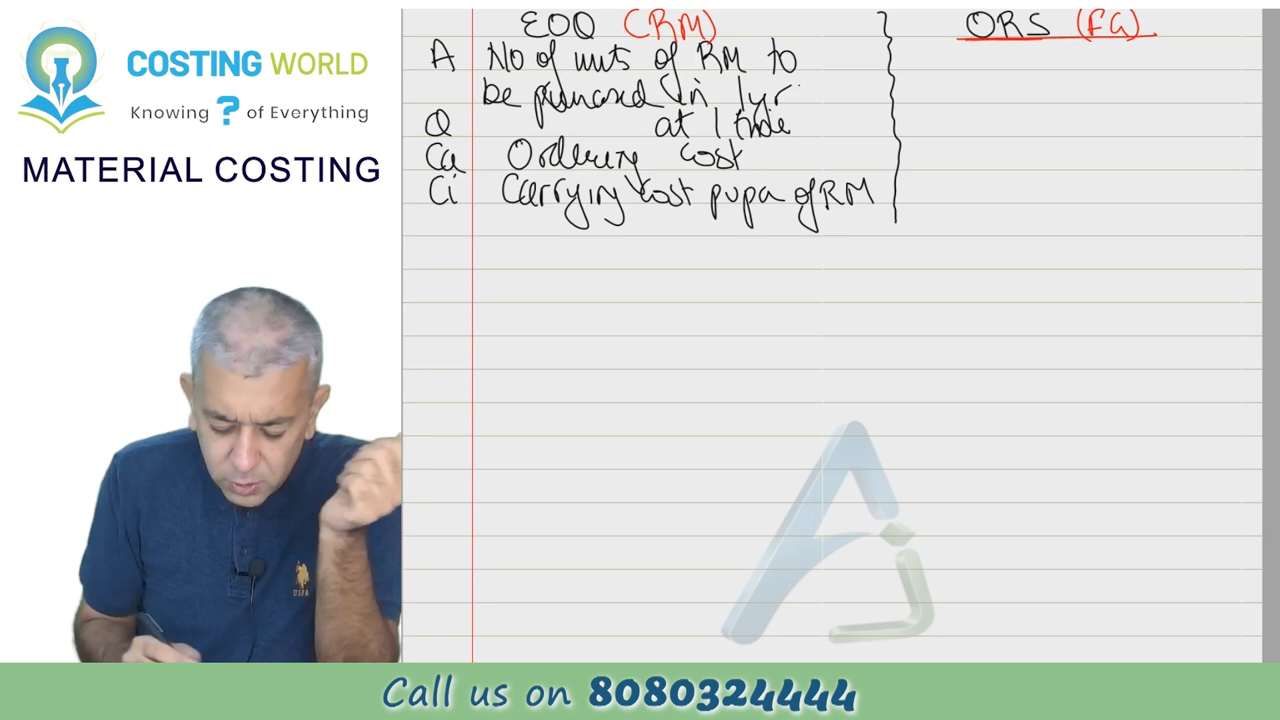 COSTING WORLD
Knowing ? of Everything
MATERIAL COSTING
EOQ (RM)
ORS (FG)
A No of units of RM to
be purchased in 1yr.
Q at 1 time
Ca Ordering cost
Ci Carrying cost pupa of RM
U.S.P.A
Call us on 8080324444